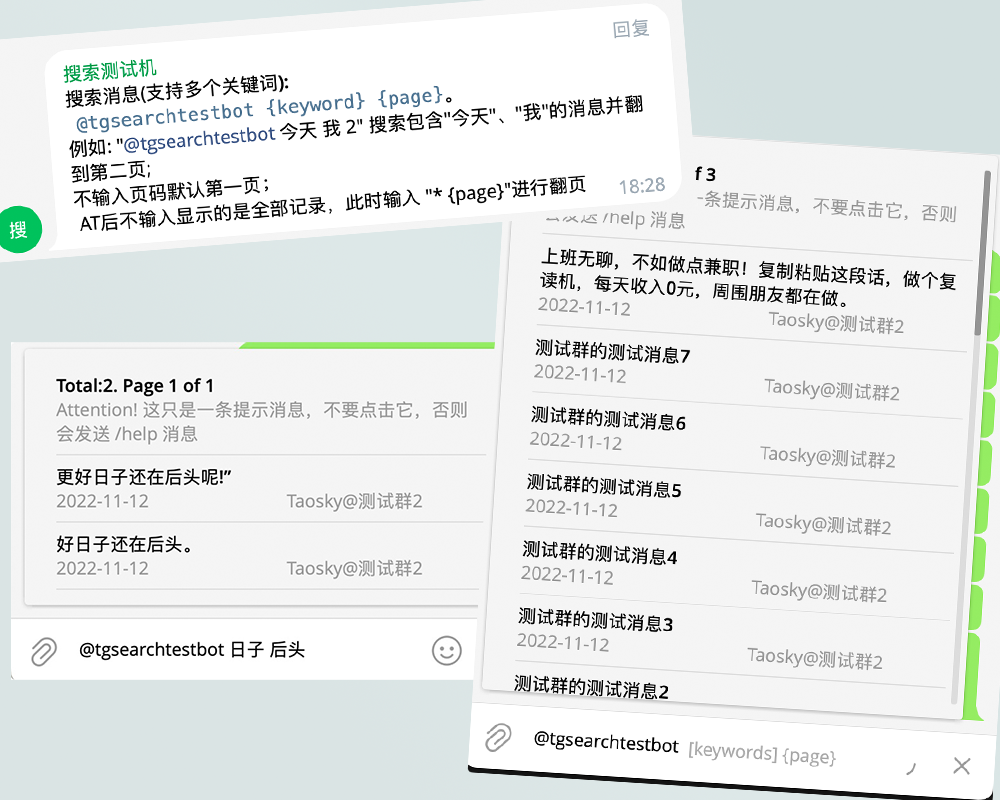 回复
搜索测试机
搜索消息(支持多个关键词):
@tgsearchtestbot {keyword} {page}。
例如: "@tgsearchtestbot 今天 我 2" 搜索包含"今天"、"我"的消息并翻
到第二页;
不输入页码默认第一页;
AT后不输入显示的是全部记录，此时输入 "* {page}"进行翻页
18:28
搜
f 3
条提示消息，不要点击它，否则
会发送 /help 消息
上班无聊，不如做点兼职！复制粘贴这段话，做个复
读机，每天收入0元，周围朋友都在做。
2022-11-12 Taosky@测试群2
测试群的测试消息7
2022-11-12 Taosky@测试群2
测试群的测试消息6
2022-11-12 Taosky@测试群2
测试群的测试消息5
2022-11-12 Taosky@测试群2
测试群的测试消息4
2022-11-12 Taosky@测试群2
测试群的测试消息3
2022-11-12 Taosky@测试群2
测试群的测试消息2
@tgsearchtestbot [keywords] {page}
Total:2. Page 1 of 1
Attention! 这只是一条提示消息，不要点击它，否则
会发送 /help 消息
更好日子还在后头呢!”
2022-11-12 Taosky@测试群2
好日子还在后头。
2022-11-12 Taosky@测试群2
@tgsearchtestbot 日子 后头